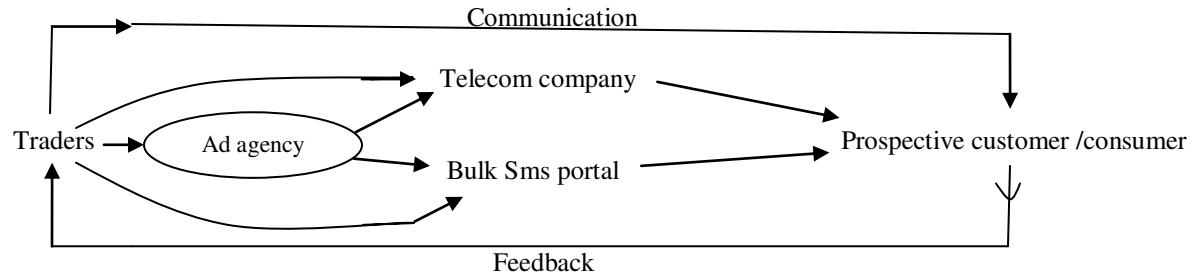 Communication
Telecom company
Traders
Ad agency
Prospective customer /consumer
Bulk Sms portal
Feedback